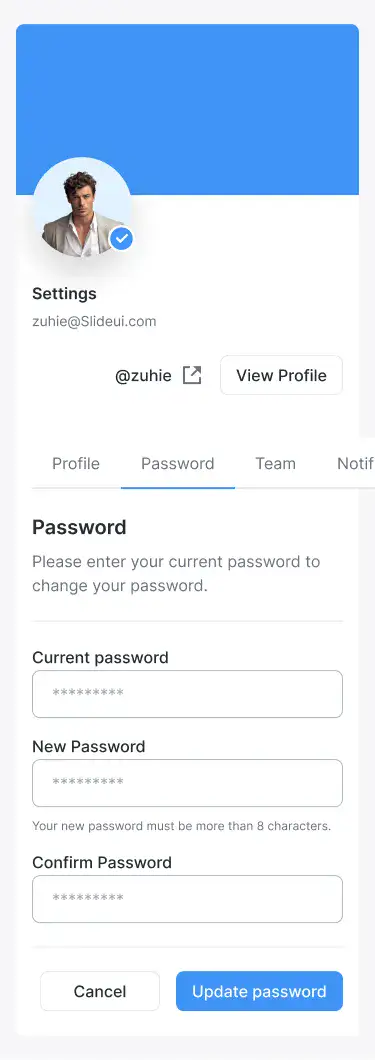 Settings
zuhie@Slideui.com
@zuhie View Profile
Profile Password Team Notif
Password
Please enter your current password to
change your password.
Current password
*********
New Password
*********
Your new password must be more than 8 characters.
Confirm Password
*********
Cancel Update password